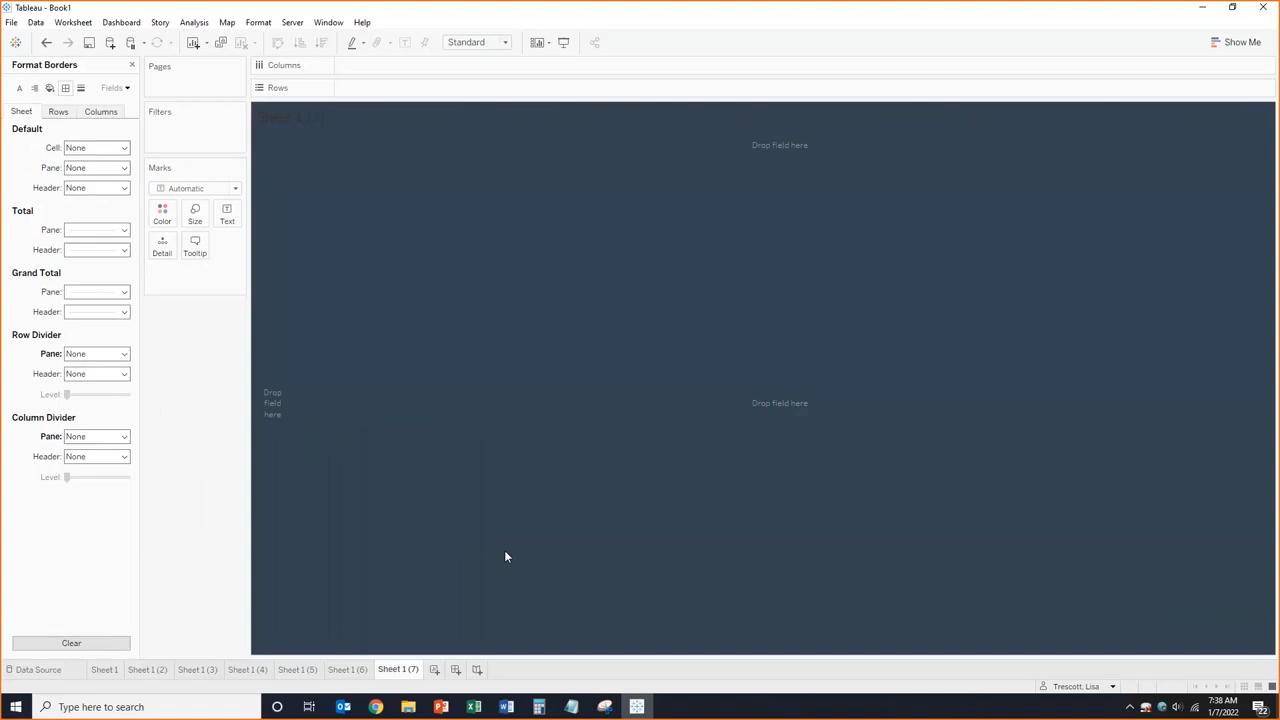 Tableau - Book1
File Data Worksheet Dashboard Story Analysis Map Format Server Window Help
Standard
Show Me
Format Borders
Fields
Sheet Rows Columns
Default
Cell: None
Pane: None
Header: None
Total
Pane:
Header:
Grand Total
Pane:
Header:
Row Divider
Pane: None
Header: None
Level:
Column Divider
Pane: None
Header: None
Level:
Clear
Pages
Filters
Marks
Automatic
Color Size Text
Detail Tooltip
Columns
Rows
Sheet 1 (7)
Drop field here
Drop
field
here
Drop field here
Data Source Sheet 1 Sheet 1 (2) Sheet 1 (3) Sheet 1 (4) Sheet 1 (5) Sheet 1 (6) Sheet 1 (7)
Trescott, Lisa
Type here to search
7:38 AM
1/7/2022
22